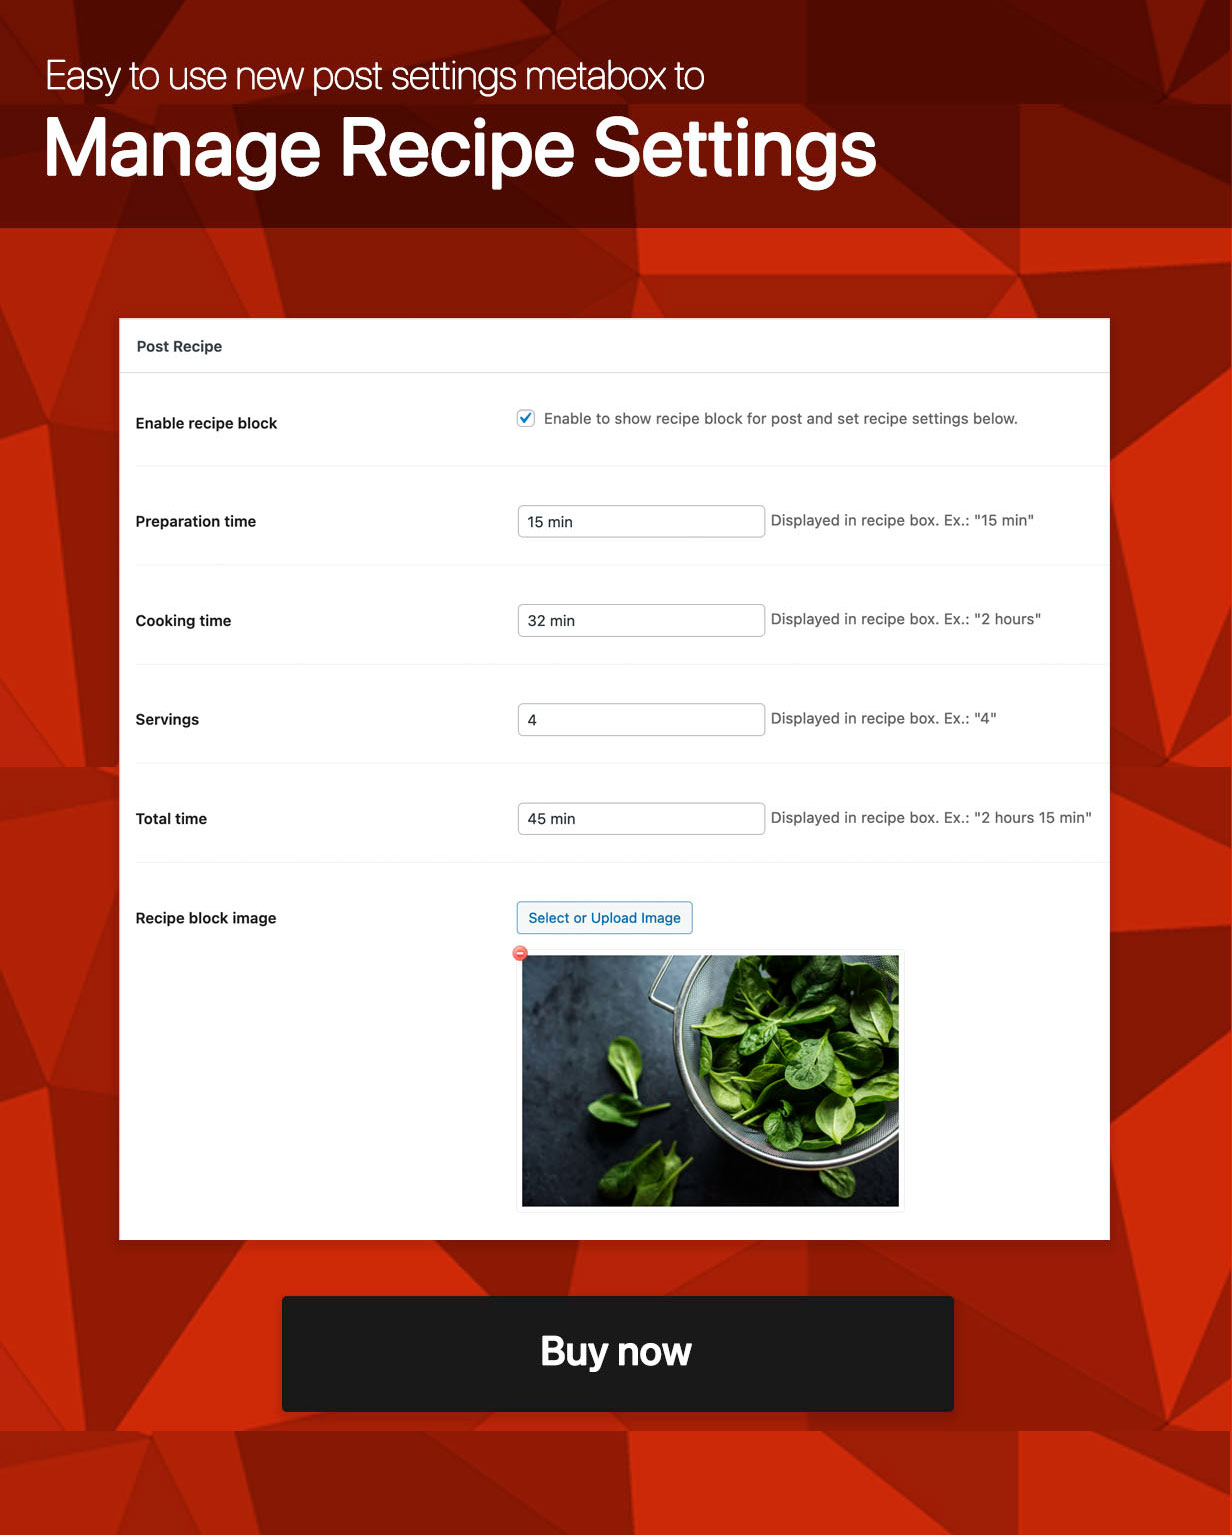 Easy to use new post settings metabox to
Manage Recipe Settings
Post Recipe
Enable recipe block
Enable to show recipe block for post and set recipe settings below.
Preparation time
15 min
Displayed in recipe box. Ex.: "15 min"
Cooking time
32 min
Displayed in recipe box. Ex.: "2 hours"
Servings
4
Displayed in recipe box. Ex.: "4"
Total time
45 min
Displayed in recipe box. Ex.: "2 hours 15 min"
Recipe block image
Select or Upload Image
Buy now